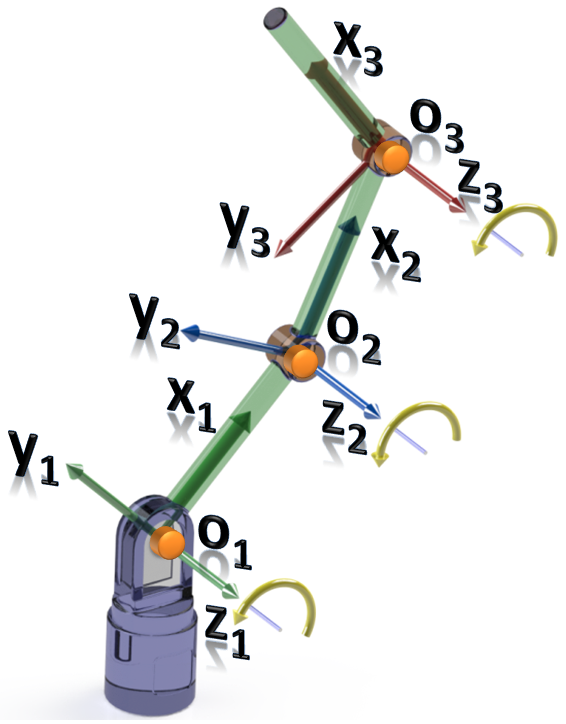 X₃
O₃
Z₃
Y₃
X₂
Y₂
O₂
X₁
Z₂
Y₁
O₁
Z₁